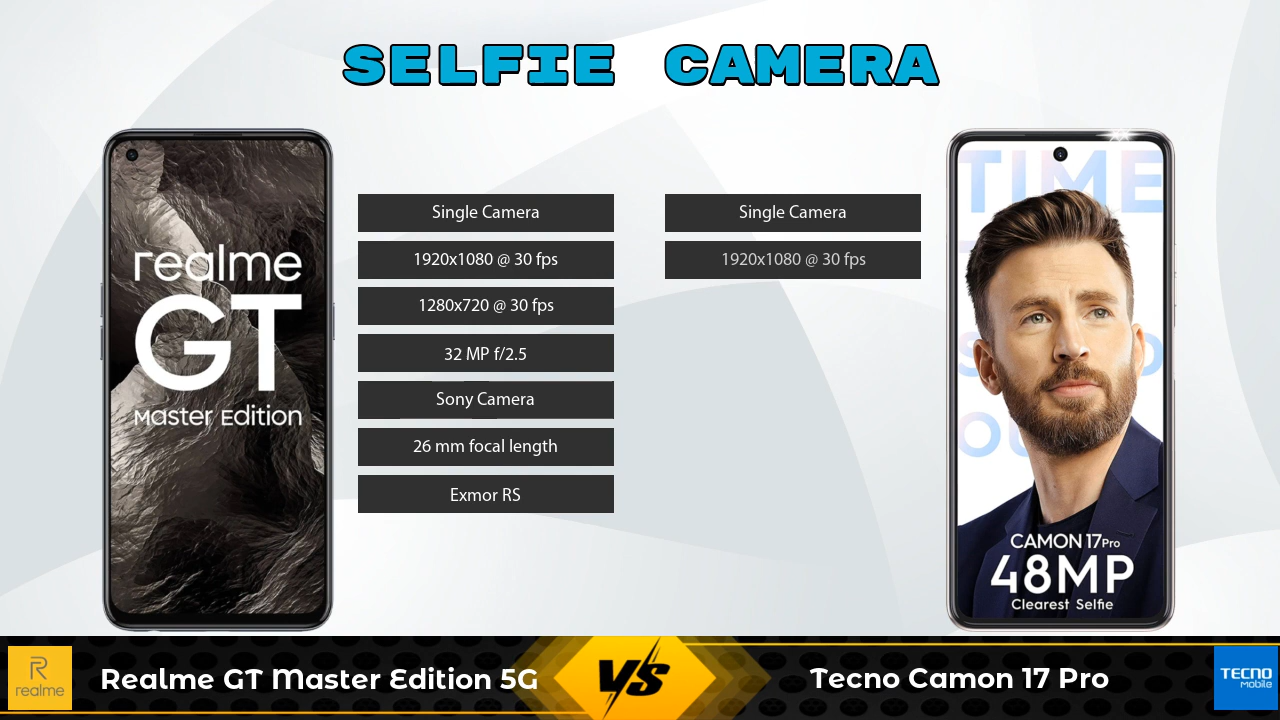 SELFIE CAMERA
realme
GT
Master Edition
Single Camera
1920x1080 @ 30 fps
1280x720 @ 30 fps
32 MP f/2.5
Sony Camera
26 mm focal length
Exmor RS
Single Camera
1920x1080 @ 30 fps
TIME
CAMON 17 Pro
48MP
Clearest Selfie
R
realme
Realme GT Master Edition 5G
VS
Tecno Camon 17 Pro
TECNO
mobile